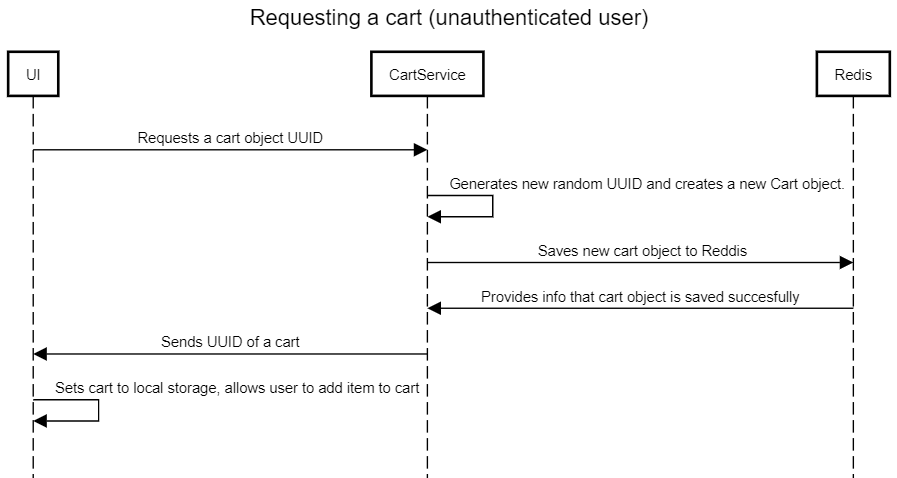 Requesting a cart (unauthenticated user)
UI
CartService
Redis
Requests a cart object UUID
Generates new random UUID and creates a new Cart object.
Saves new cart object to Reddis
Provides info that cart object is saved succesfully
Sends UUID of a cart
Sets cart to local storage, allows user to add item to cart